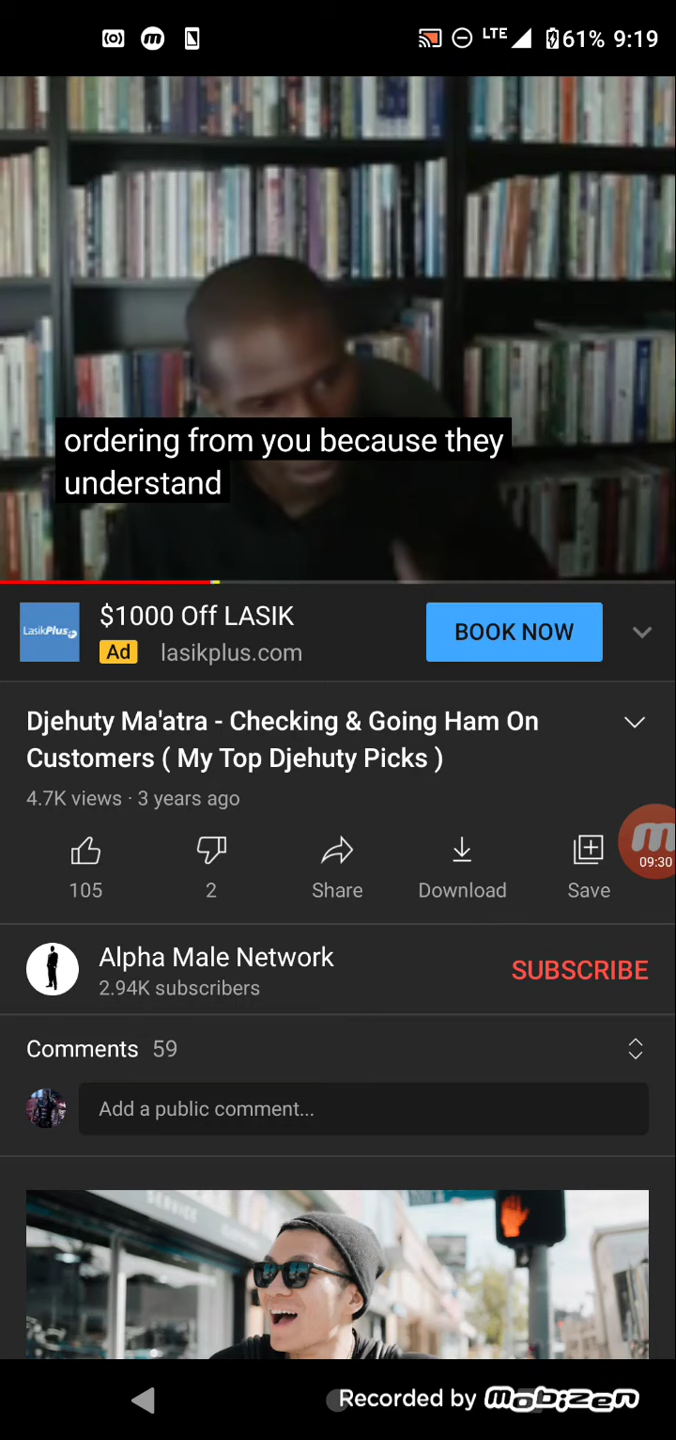 LTE 61% 9:19
ordering from you because they
understand
LasikPlus
$1000 Off LASIK
BOOK NOW
Ad lasikplus.com
Djehuty Ma'atra - Checking & Going Ham On
Customers ( My Top Djehuty Picks )
4.7K views · 3 years ago
m
09:30
105 2 Share Download Save
Alpha Male Network
2.94K subscribers
SUBSCRIBE
Comments 59
Add a public comment...
SERVICE
Recorded by mobizen